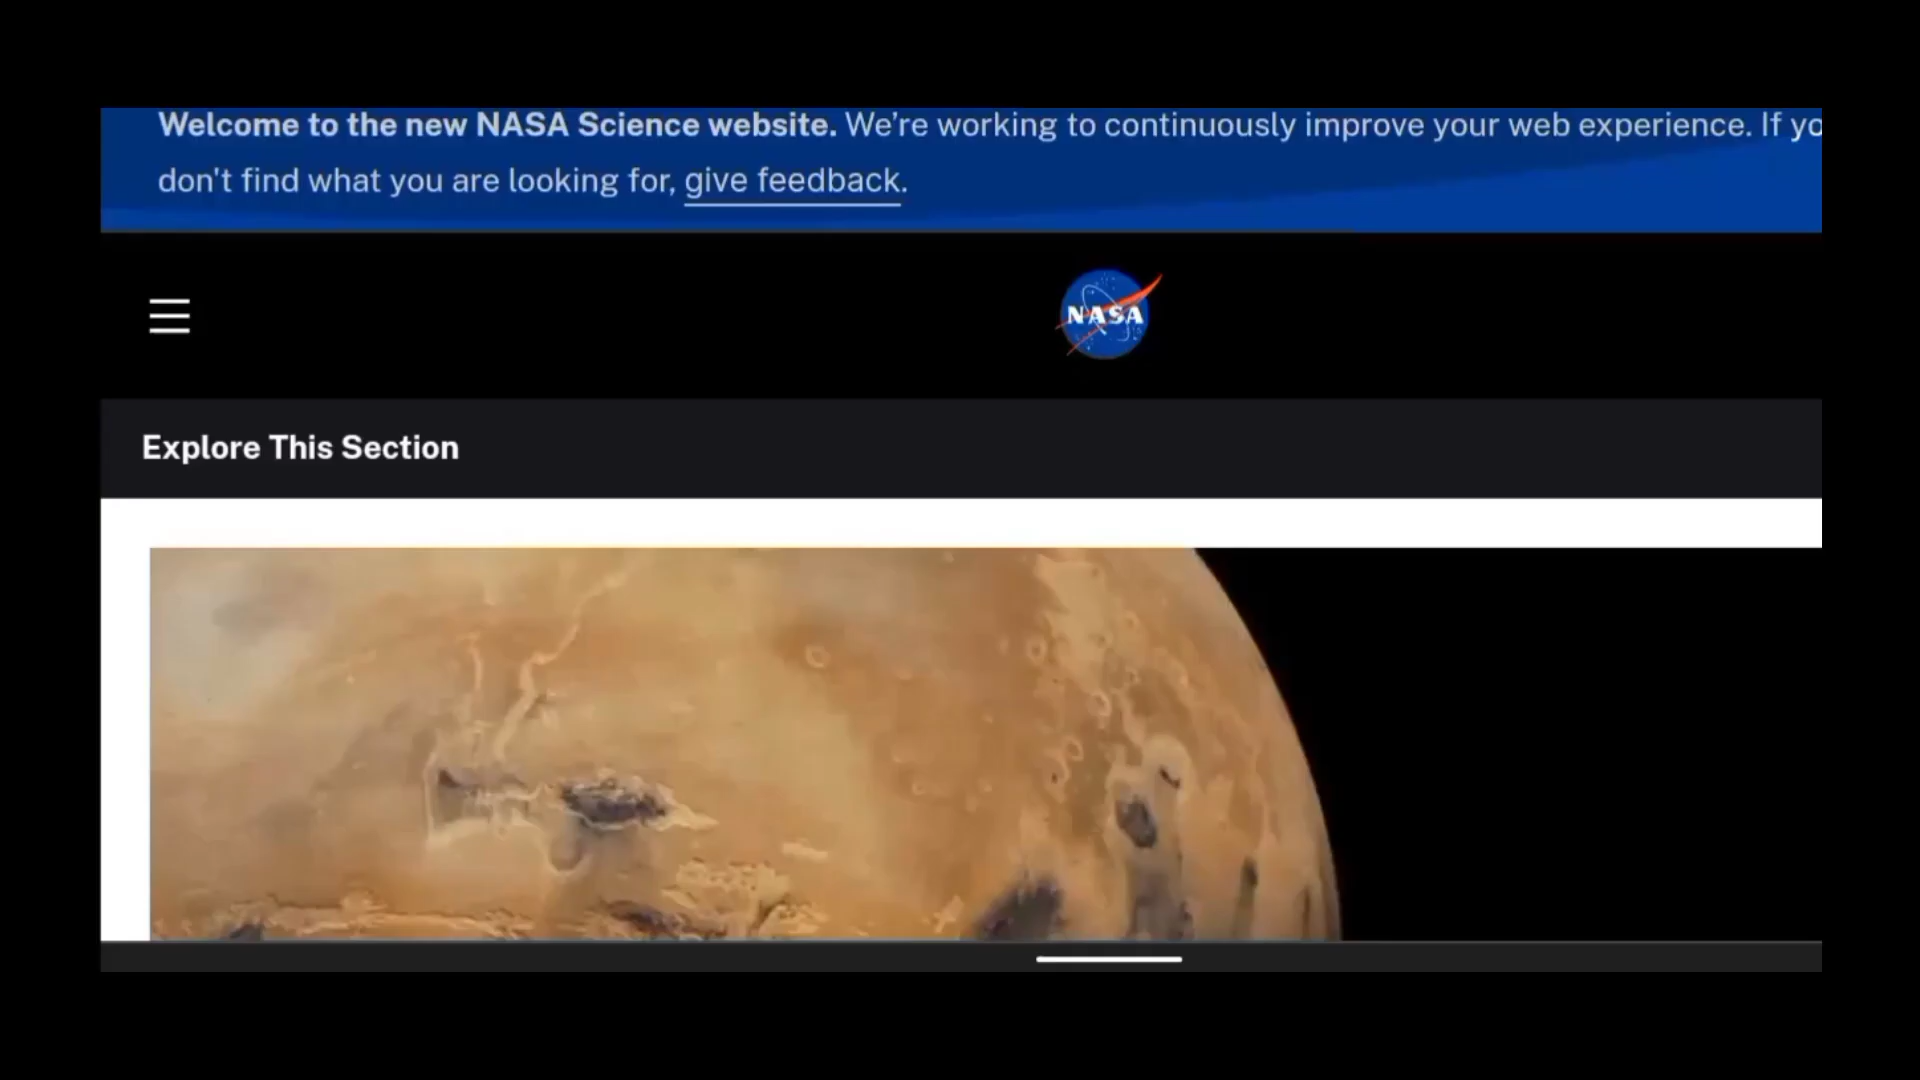 Welcome to the new NASA Science website. We’re working to continuously improve your web experience. If yo
don't find what you are looking for, give feedback.
NASA
Explore This Section